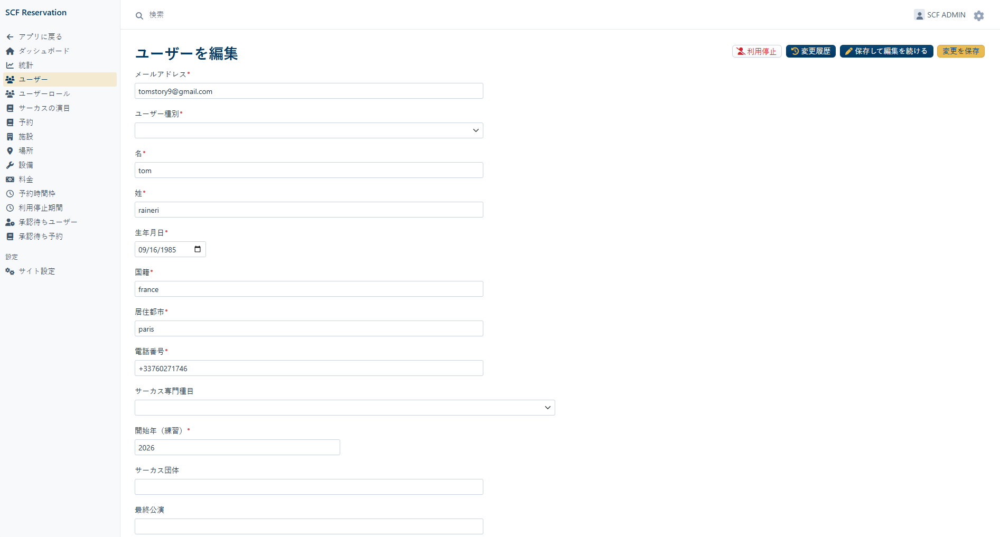 SCF Reservation
アプリに戻る
ダッシュボード
統計
ユーザー
ユーザーロール
サーカスの演目
予約
施設
場所
設備
料金
予約時間枠
利用停止期間
承認待ちユーザー
承認待ち予約
設定
サイト設定
検索
SCF ADMIN
ユーザーを編集
利用停止
変更履歴
保存して編集を続ける
変更を保存
メールアドレス*
tomstory9@gmail.com
ユーザー種別*
名*
tom
姓*
raineri
生年月日*
09/16/1985
国籍*
france
居住都市*
paris
電話番号*
+33760271746
サーカス専門種目
開始年（練習）*
2026
サーカス団体
最終公演